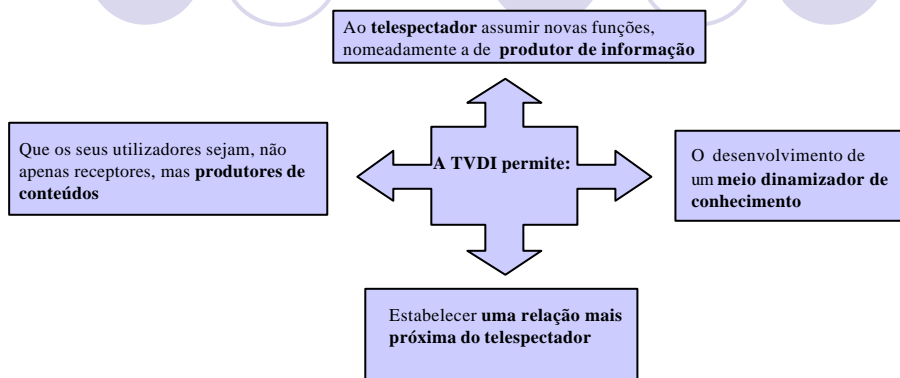 Ao telespectador assumir novas funções,
nomeadamente a de produtor de informação
Que os seus utilizadores sejam, não
apenas receptores, mas produtores de
conteúdos
A TVDI permite:
O desenvolvimento de
um meio dinamizador de
conhecimento
Estabelecer uma relação mais
próxima do telespectador